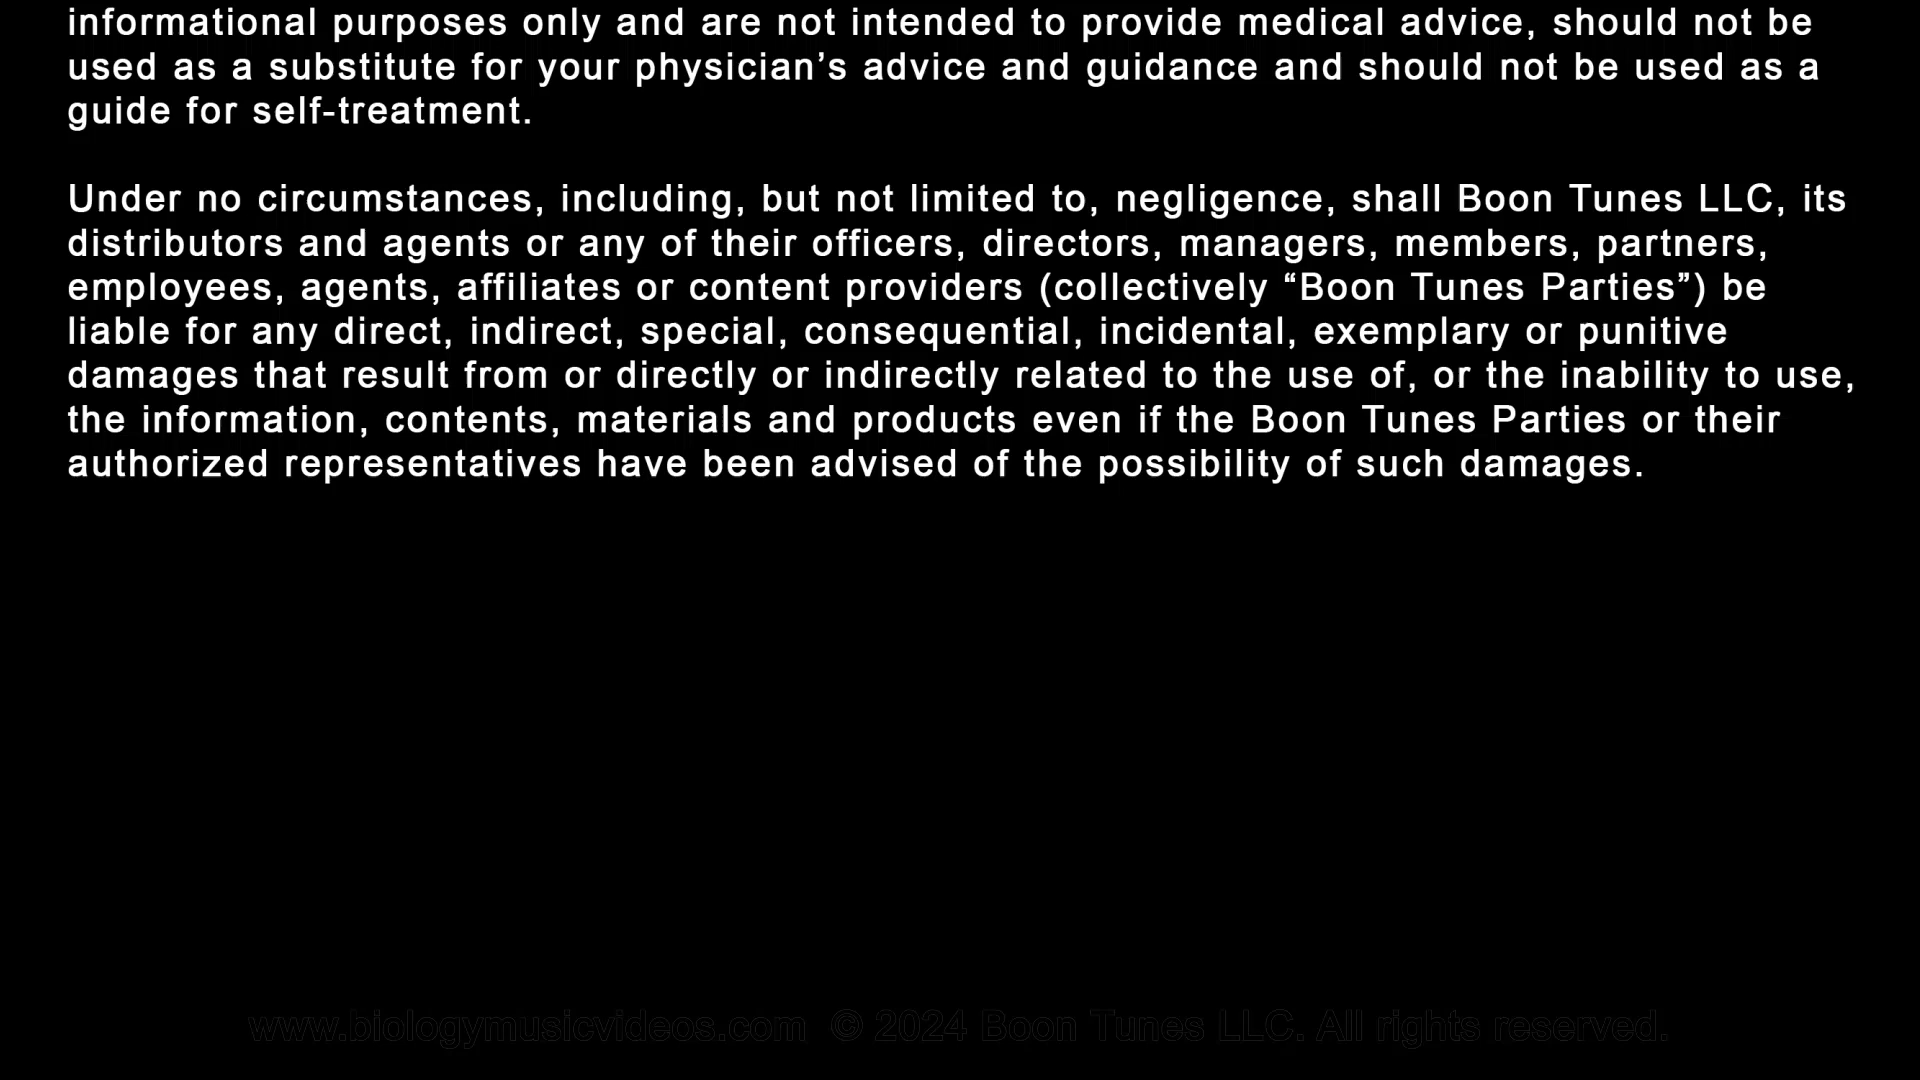 informational purposes only and are not intended to provide medical advice, should not be
used as a substitute for your physician’s advice and guidance and should not be used as a
guide for self-treatment.
Under no circumstances, including, but not limited to, negligence, shall Boon Tunes LLC, its
distributors and agents or any of their officers, directors, managers, members, partners,
employees, agents, affiliates or content providers (collectively “Boon Tunes Parties”) be
liable for any direct, indirect, special, consequential, incidental, exemplary or punitive
damages that result from or directly or indirectly related to the use of, or the inability to use,
the information, contents, materials and products even if the Boon Tunes Parties or their
authorized representatives have been advised of the possibility of such damages.
www.biologymusicvideos.com © 2024 Boon Tunes LLC. All rights reserved.